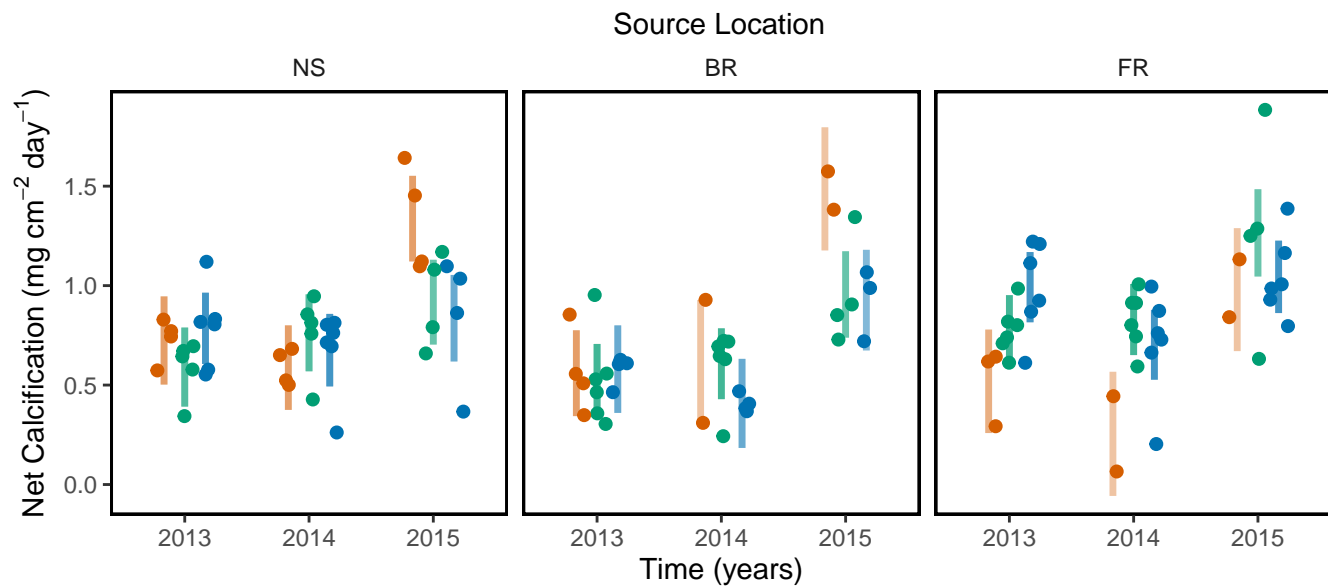 Source Location
NS BR FR
Net Calcification (mg cm⁻² day⁻¹)
1.5
1.0
0.5
0.0
2013 2014 2015 2013 2014 2015 2013 2014 2015
Time (years)